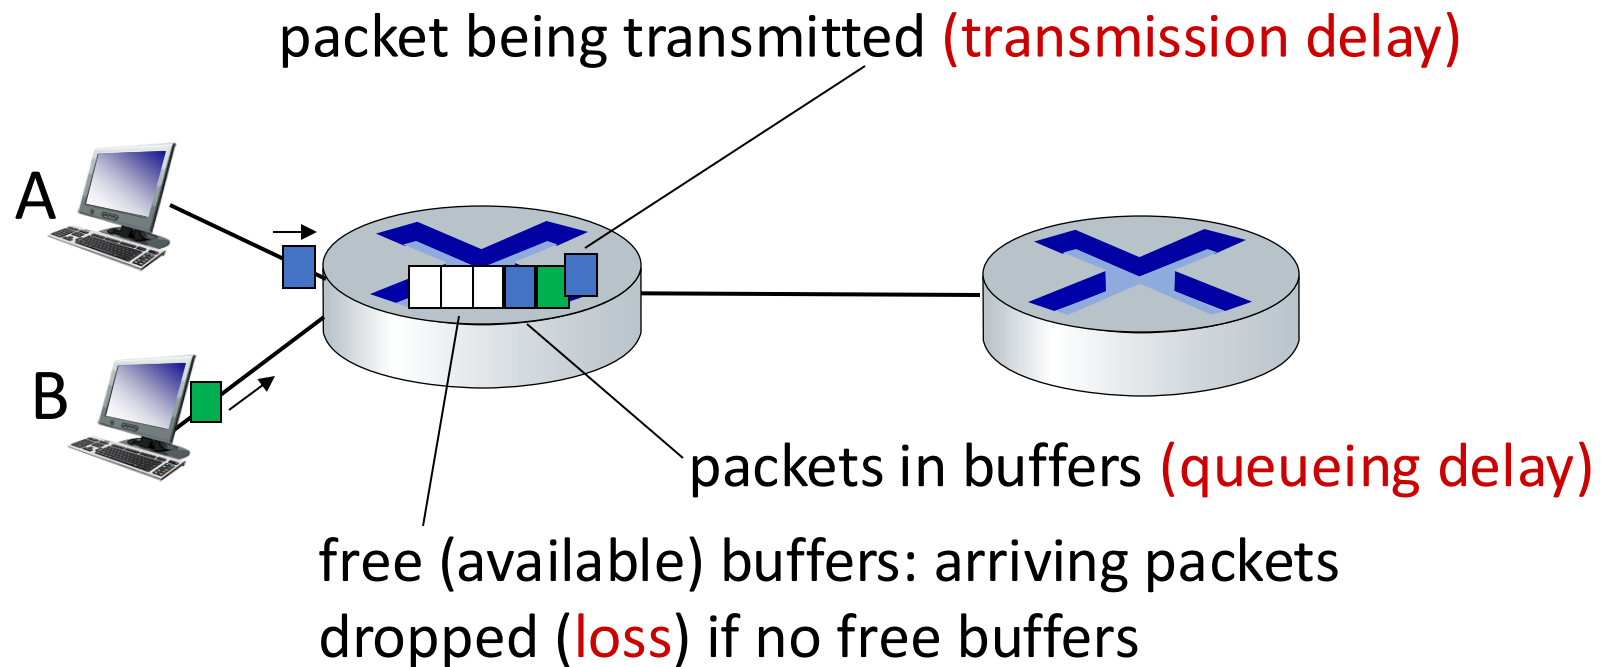 packet being transmitted (transmission delay)
A
B
packets in buffers (queueing delay)
free (available) buffers: arriving packets
dropped (loss) if no free buffers